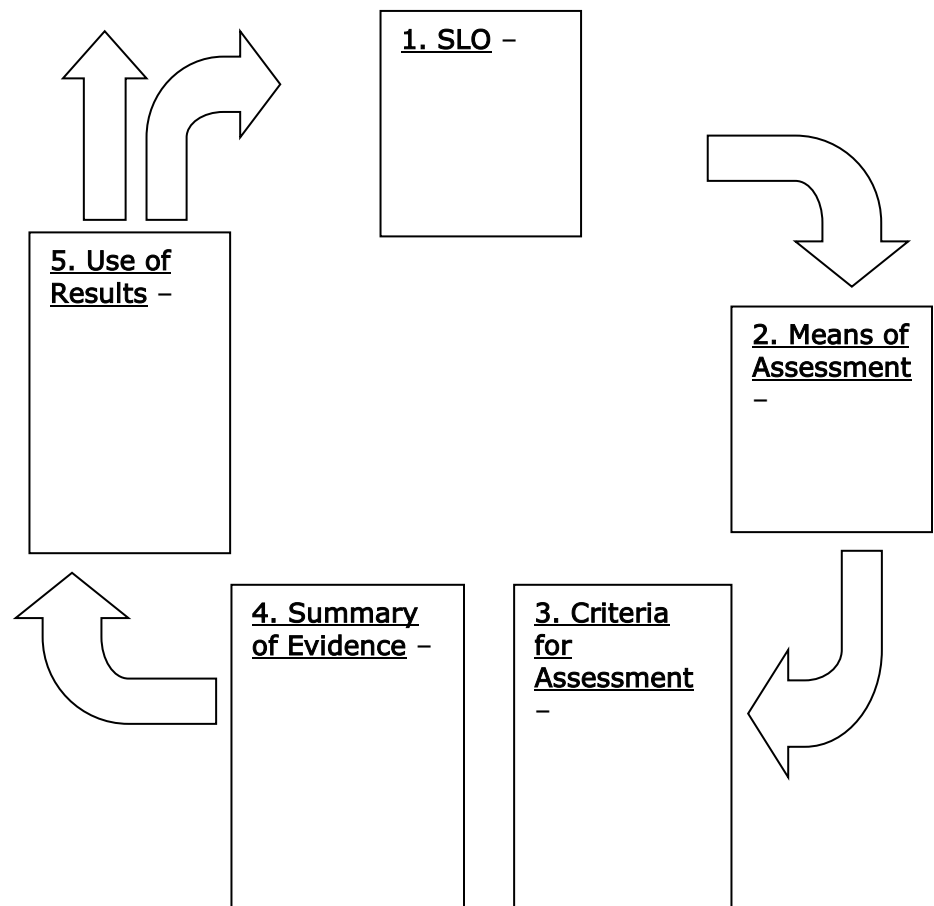 1. SLO –
2. Means of
Assessment
–
3. Criteria
for
Assessment
–
4. Summary
of Evidence –
5. Use of
Results –